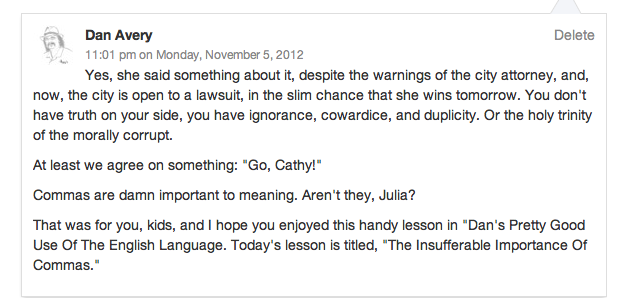 Dan Avery
Delete
11:01 pm on Monday, November 5, 2012
Yes, she said something about it, despite the warnings of the city attorney, and,
now, the city is open to a lawsuit, in the slim chance that she wins tomorrow. You don't
have truth on your side, you have ignorance, cowardice, and duplicity. Or the holy trinity
of the morally corrupt.
At least we agree on something: "Go, Cathy!"
Commas are damn important to meaning. Aren't they, Julia?
That was for you, kids, and I hope you enjoyed this handy lesson in "Dan's Pretty Good
Use Of The English Language. Today's lesson is titled, "The Insufferable Importance Of
Commas."